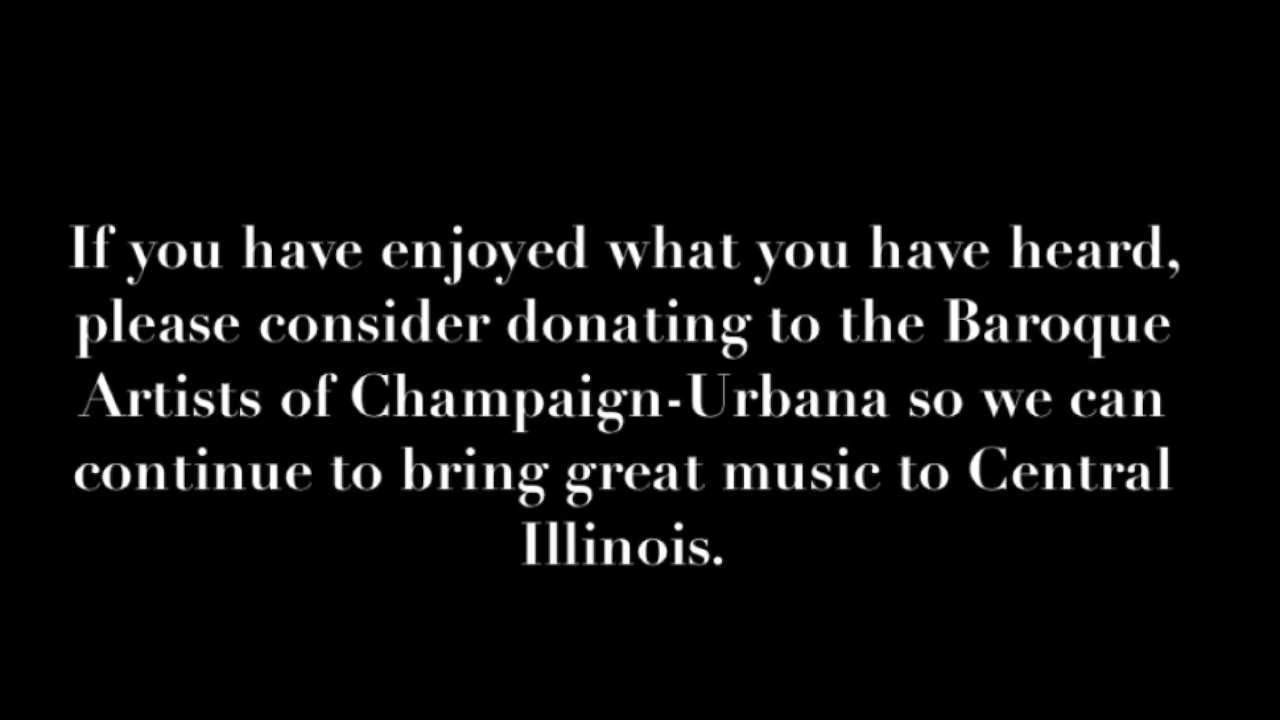 If you have enjoyed what you have heard,
please consider donating to the Baroque
Artists of Champaign-Urbana so we can
continue to bring great music to Central
Illinois.